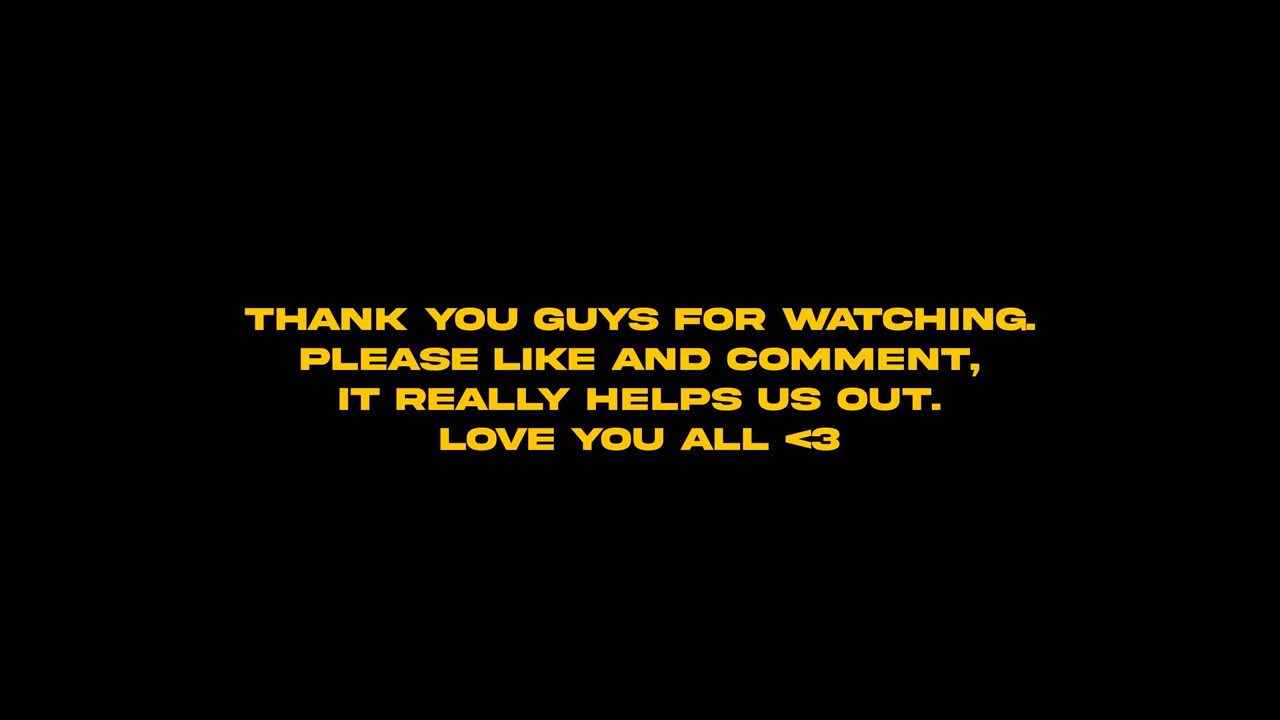 THANK YOU GUYS FOR WATCHING.
PLEASE LIKE AND COMMENT,
IT REALLY HELPS US OUT.
LOVE YOU ALL <3